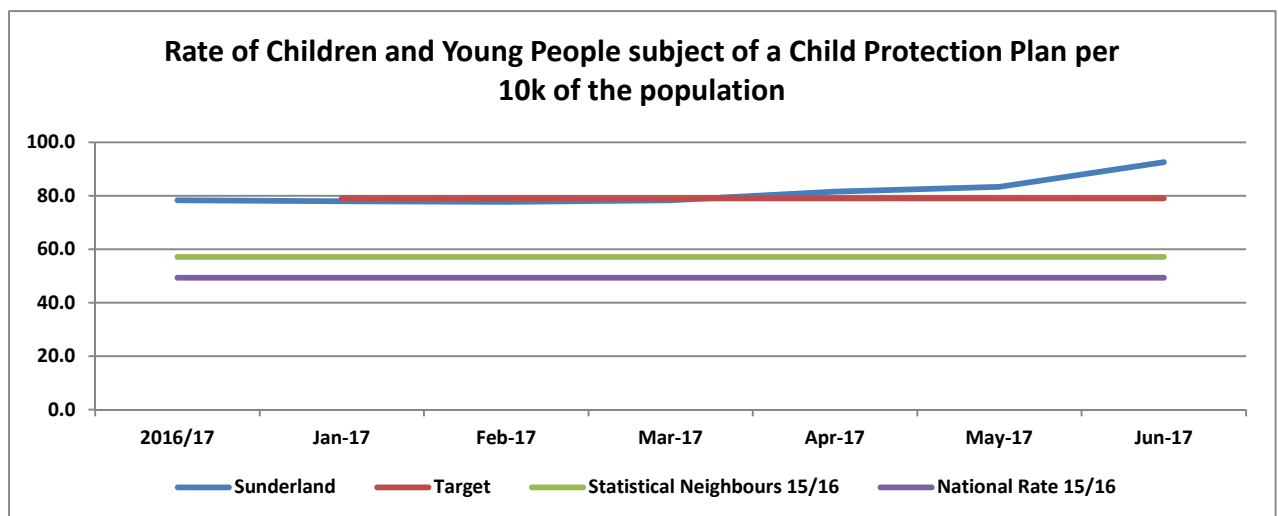 Rate of Children and Young People subject of a Child Protection Plan per
10k of the population
100.0
80.0
60.0
40.0
20.0
0.0
2016/17 Jan-17 Feb-17 Mar-17 Apr-17 May-17 Jun-17
Sunderland Target Statistical Neighbours 15/16 National Rate 15/16